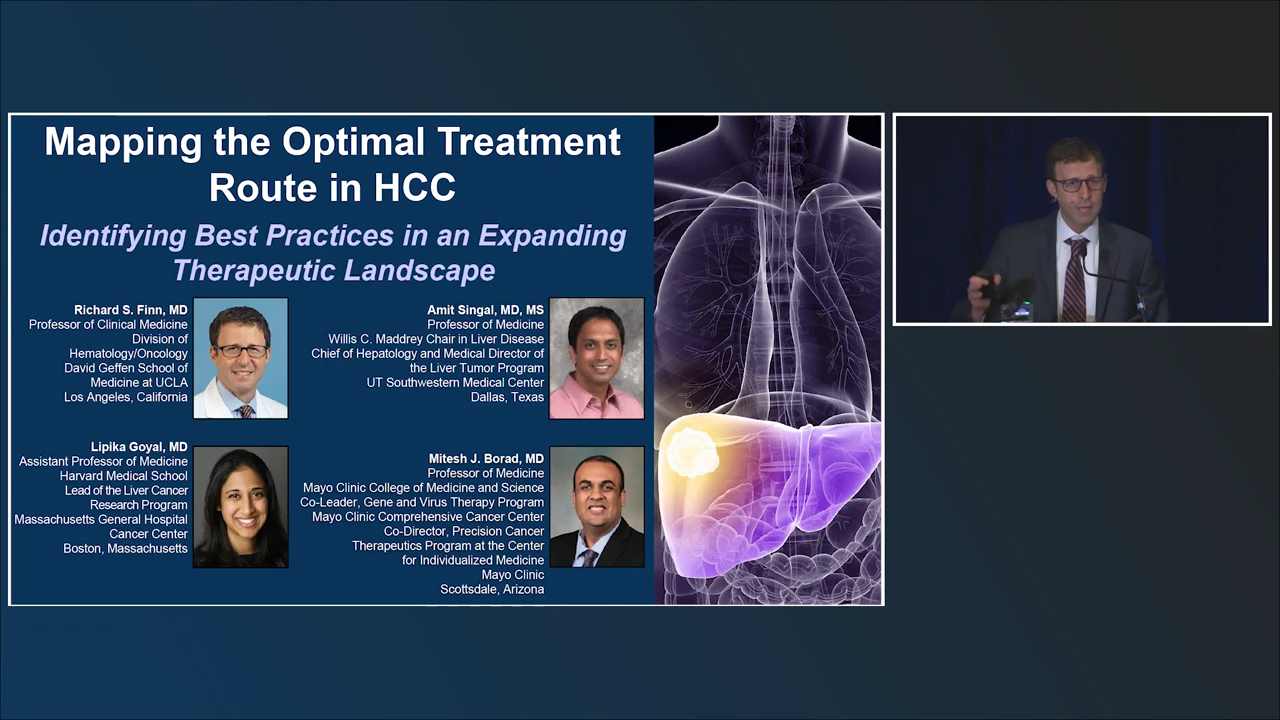 Mapping the Optimal Treatment
Route in HCC
Identifying Best Practices in an Expanding
Therapeutic Landscape
Richard S. Finn, MD
Professor of Clinical Medicine
Division of
Hematology/Oncology
David Geffen School of
Medicine at UCLA
Los Angeles, California
Amit Singal, MD, MS
Professor of Medicine
Willis C. Maddrey Chair in Liver Disease
Chief of Hepatology and Medical Director of
the Liver Tumor Program
UT Southwestern Medical Center
Dallas, Texas
Lipika Goyal, MD
Assistant Professor of Medicine
Harvard Medical School
Lead of the Liver Cancer
Research Program
Massachusetts General Hospital
Cancer Center
Boston, Massachusetts
Mitesh J. Borad, MD
Professor of Medicine
Mayo Clinic College of Medicine and Science
Co-Leader, Gene and Virus Therapy Program
Mayo Clinic Comprehensive Cancer Center
Co-Director, Precision Cancer
Therapeutics Program at the Center
for Individualized Medicine
Mayo Clinic
Scottsdale, Arizona